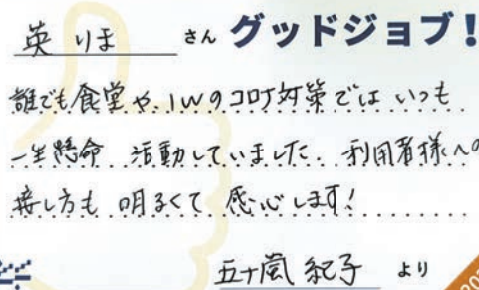 英 りま さん グッドジョブ!
誰でも食堂や、IWのコロナ対策では いつも
一生懸命 活動していました。利用者様への
接し方も 明るくて 感心します!
五十嵐 紀子 より